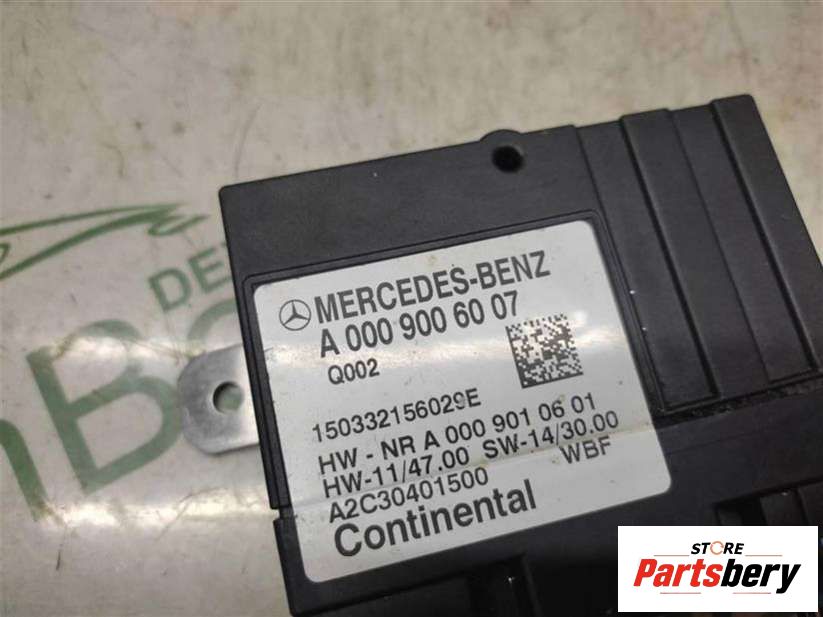 MERCEDES-BENZ
A 000 900 60 07
Q002
150332156029E
HW - NR A 000 901 06 01
HW-11/47.00 SW-14/30.00
A2C30401500 WBF
Continental
STORE
Partsbery